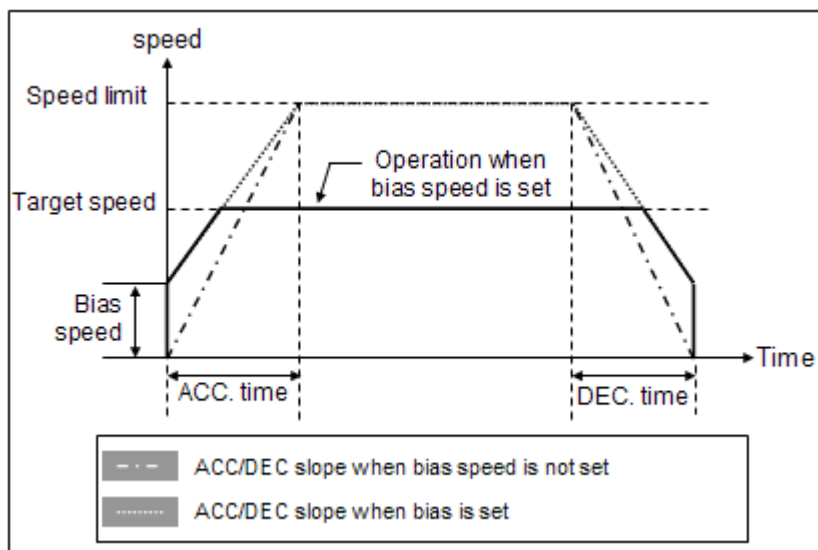 speed
Speed limit
Operation when
bias speed is set
Target speed
Bias
speed
Time
ACC. time
DEC. time
ACC/DEC slope when bias speed is not set
ACC/DEC slope when bias is set